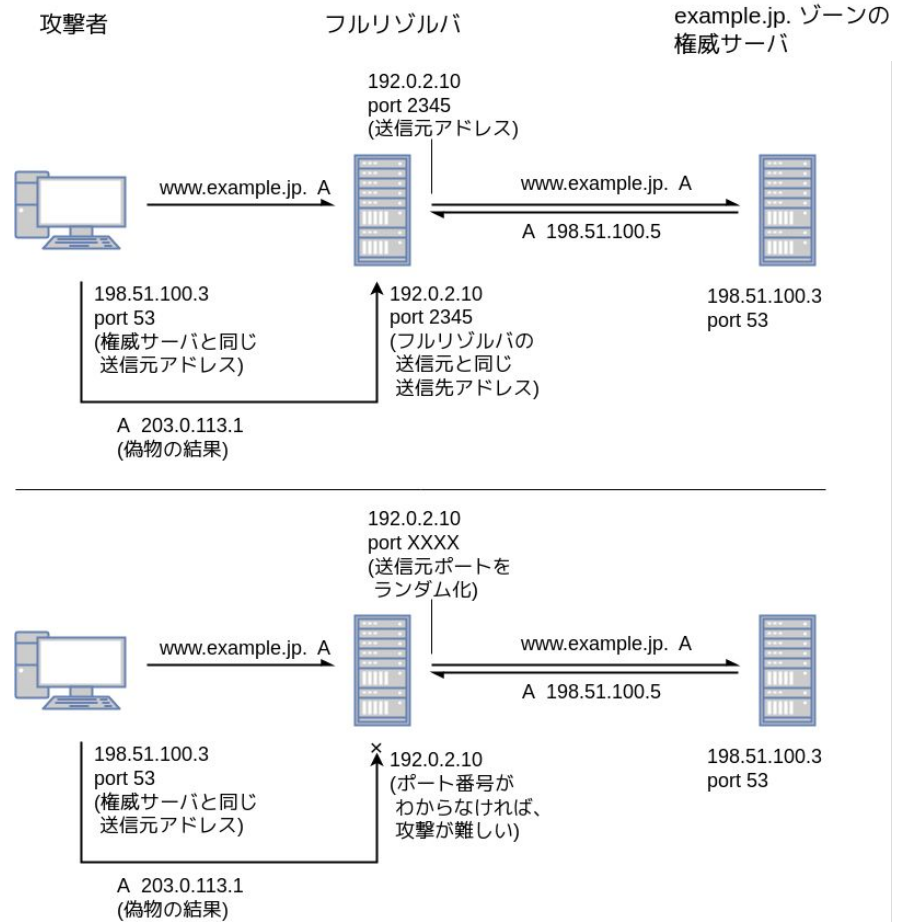 攻撃者
フルリゾルバ
example.jp. ゾーンの
権威サーバ
192.0.2.10
port 2345
(送信元アドレス)
www.example.jp. A
www.example.jp. A
A 198.51.100.5
198.51.100.3
port 53
(権威サーバと同じ
送信元アドレス)
192.0.2.10
port 2345
(フルリゾルバの
送信元と同じ
送信先アドレス)
198.51.100.3
port 53
A 203.0.113.1
(偽物の結果)
192.0.2.10
port XXXX
(送信元ポートを
ランダム化)
www.example.jp. A
www.example.jp. A
A 198.51.100.5
×
198.51.100.3
port 53
(権威サーバと同じ
送信元アドレス)
192.0.2.10
(ポート番号が
わからなければ、
攻撃が難しい)
198.51.100.3
port 53
A 203.0.113.1
(偽物の結果)